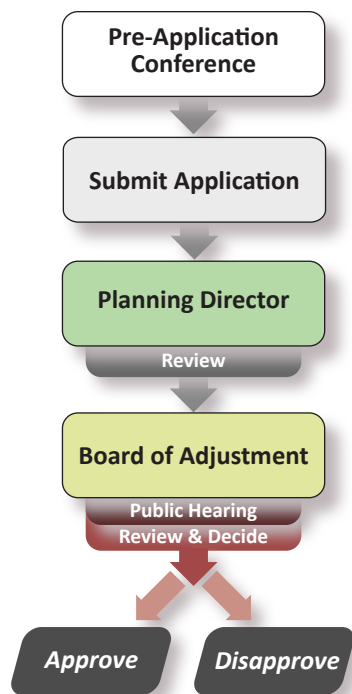 Pre-Application
Conference
Submit Application
Planning Director
Review
Board of Adjustment
Public Hearing
Review & Decide
Approve
Disapprove